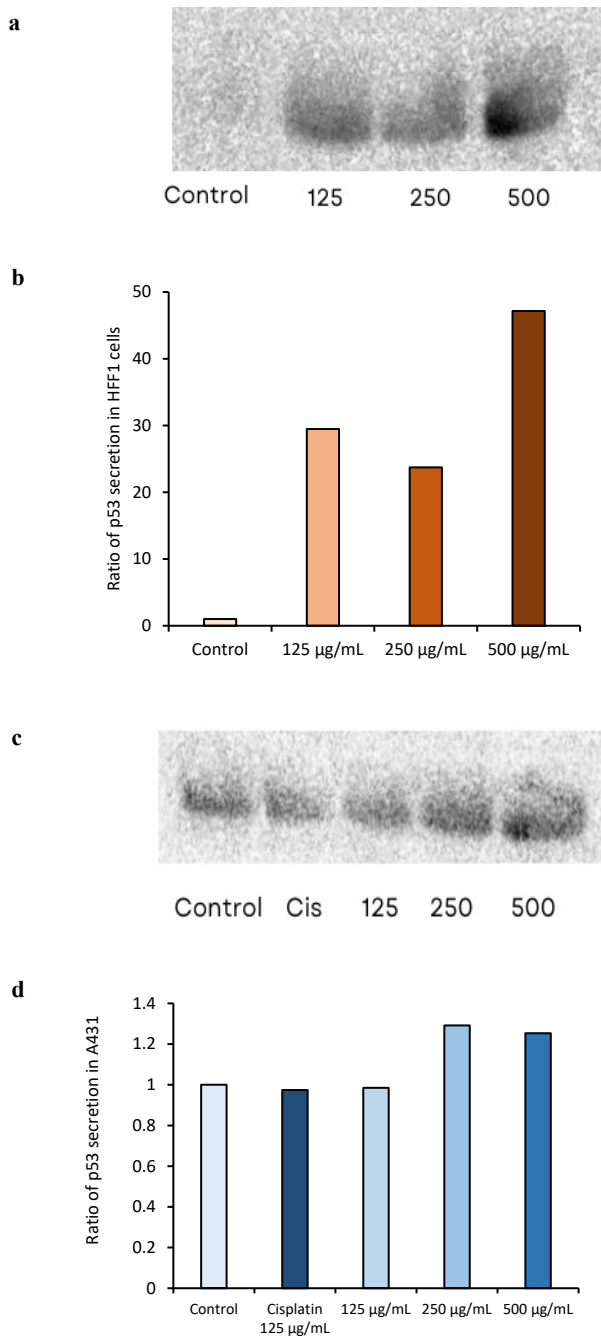 a
Control 125 250 500
b
Ratio of p53 secretion in HFF1 cells
50
40
30
20
10
0
Control 125 µg/mL 250 µg/mL 500 µg/mL
c
Control Cis 125 250 500
d
Ratio of p53 secretion in A431
1.4
1.2
1
0.8
0.6
0.4
0.2
0
Control Cisplatin 125 µg/mL 250 µg/mL 500 µg/mL
125 µg/mL